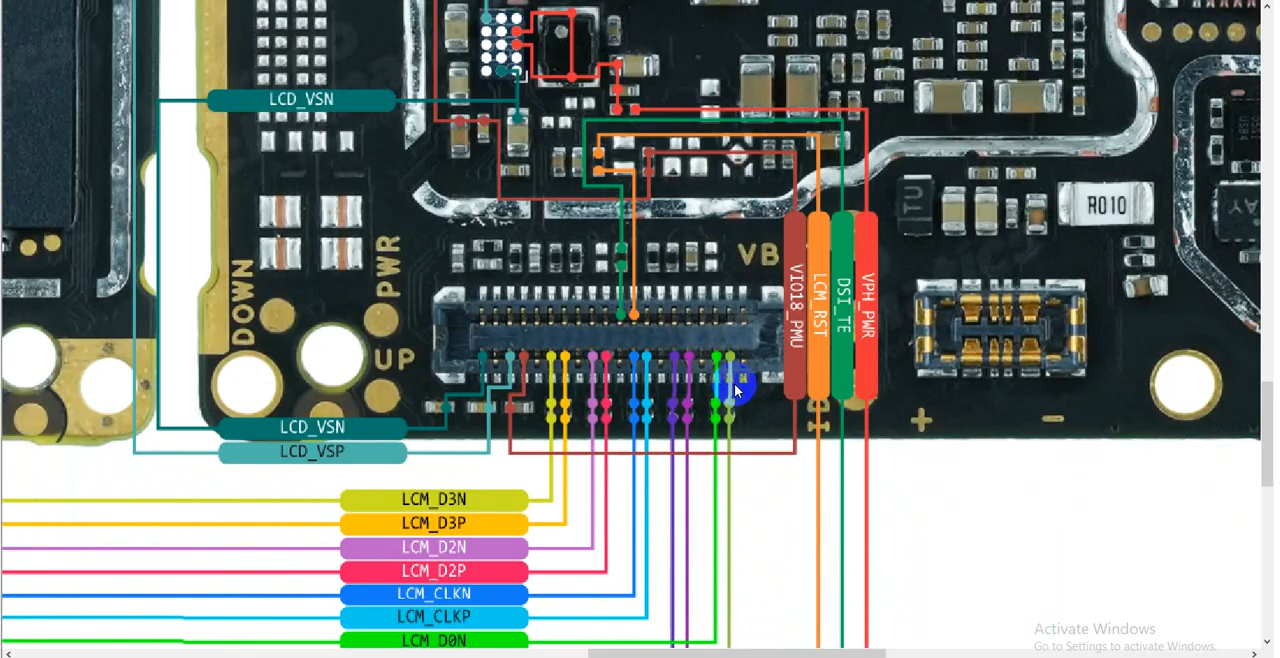 LCD_VSN
R010
DOWN
PWR
UP
VB
VIO18_PMU
LCM_RST
DSI_TE
VPH_PWR
LCD_VSN
LCD_VSP
LCM_D3N
LCM_D3P
LCM_D2N
LCM_D2P
LCM_CLKN
LCM_CLKP
LCM_D0N
+
-
Activate Windows
Go to Settings to activate Windows.